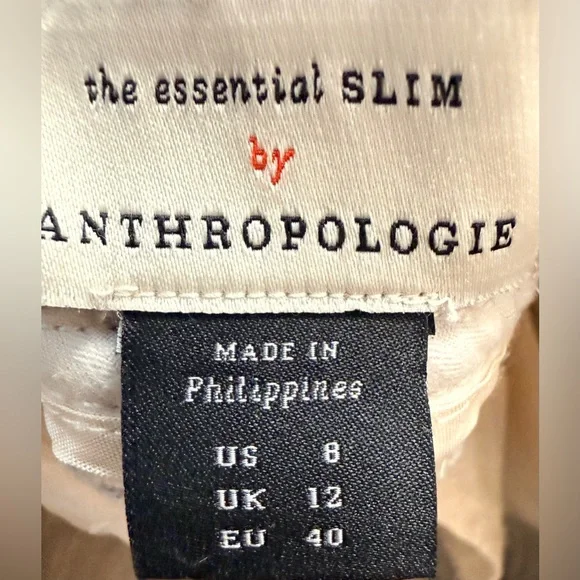 the essential SLIM
by
ANTHROPOLOGIE
MADE IN
Philippines
US 8
UK 12
EU 40